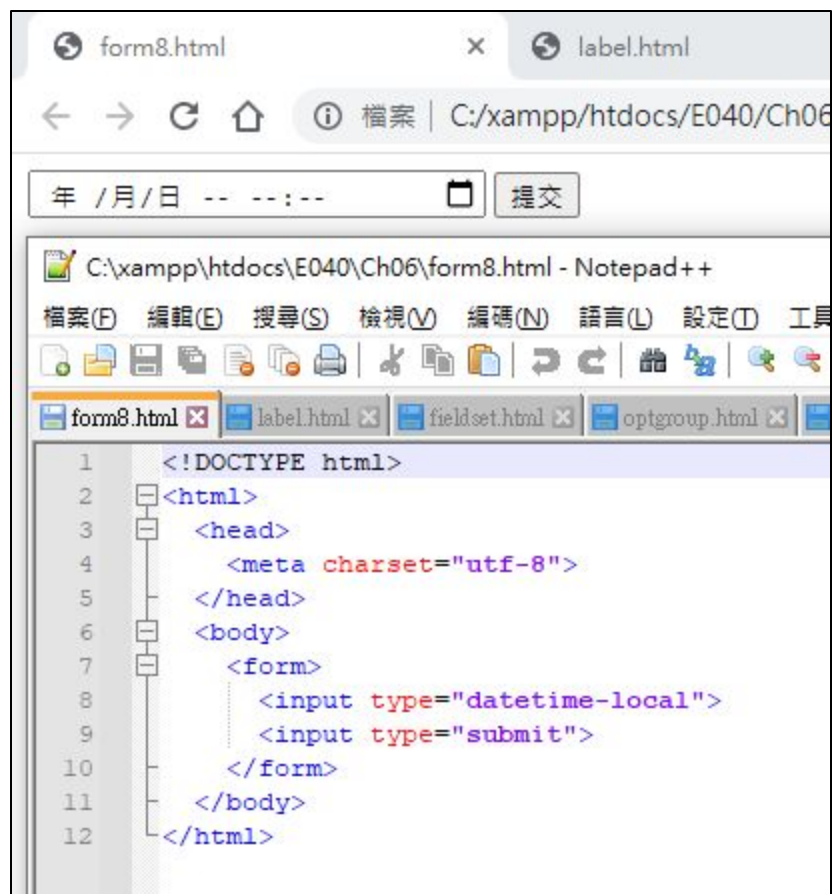 form8.html × label.html
檔案 | C:/xampp/htdocs/E040/Ch06
年 /月/日 -- --:-- 提交
C:\xampp\htdocs\E040\Ch06\form8.html - Notepad++
檔案(F) 編輯(E) 搜尋(S) 檢視(V) 編碼(N) 語言(L) 設定(T) 工具
form8.html label.html fieldset.html optgroup.html
1 <!DOCTYPE html>
2 <html>
3 <head>
4 <meta charset="utf-8">
5 </head>
6 <body>
7 <form>
8 <input type="datetime-local">
9 <input type="submit">
10 </form>
11 </body>
12 </html>